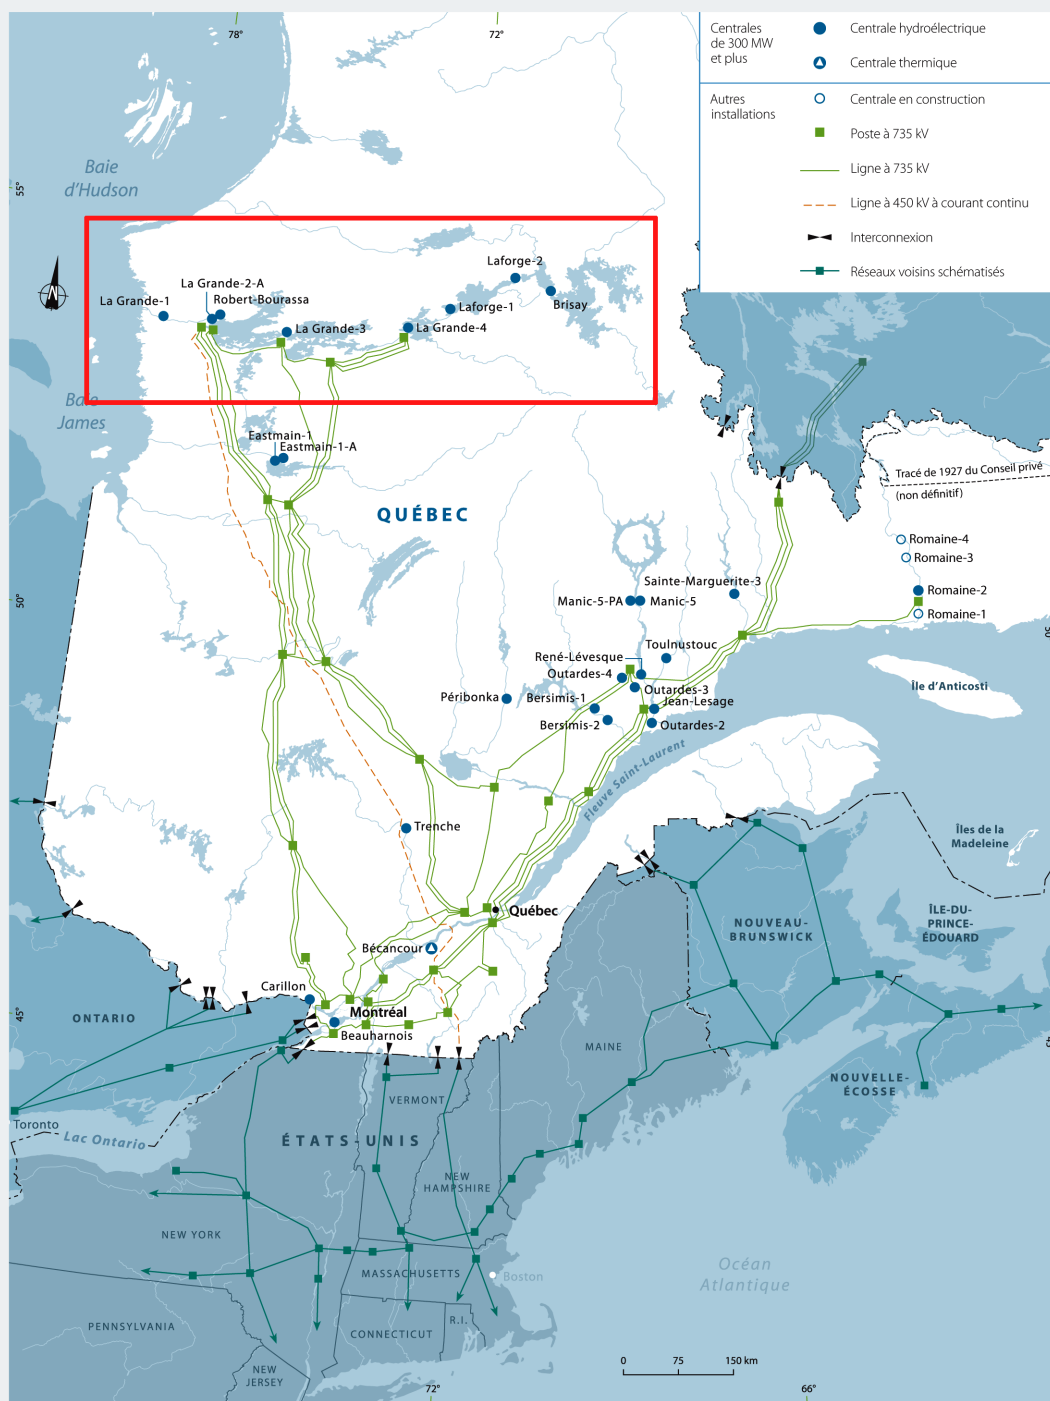 78°
72°
Centrales
de 300 MW
et plus
Centrale hydroélectrique
Centrale thermique
Autres
installations
Centrale en construction
Poste à 735 kV
Ligne à 735 kV
Ligne à 450 kV à courant continu
Interconnexion
Réseaux voisins schématisés
Baie
d'Hudson
55°
N
La Grande-1
La Grande-2-A
Robert-Bourassa
La Grande-3
La Grande-4
Laforge-1
Laforge-2
Brisay
Baie
James
Eastmain-1
Eastmain-1-A
QUÉBEC
Tracé de 1927 du Conseil privé
(non définitif)
Romaine-4
Romaine-3
Romaine-2
Romaine-1
50°
50
Sainte-Marguerite-3
Manic-5-PA
Manic-5
Toulnustouc
René-Lévesque
Outardes-4
Outardes-3
Jean-Lesage
Bersimis-1
Bersimis-2
Outardes-2
Péribonka
Île d'Anticosti
Fleuve Saint-Laurent
Trenche
Îles de la
Madeleine
Québec
Bécancour
NOUVEAU-
BRUNSWICK
ÎLE-DU-
PRINCE-
ÉDOUARD
Carillon
Montréal
Beauharnois
45°
45
ONTARIO
MAINE
NOUVELLE-
ÉCOSSE
VERMONT
Toronto
Lac Ontario
ÉTATS-UNIS
NEW
HAMPSHIRE
NEW YORK
MASSACHUSETTS
Boston
Océan
Atlantique
PENNSYLVANIA
CONNECTICUT
R.I.
NEW
JERSEY
0
75
150 km
72°
66°